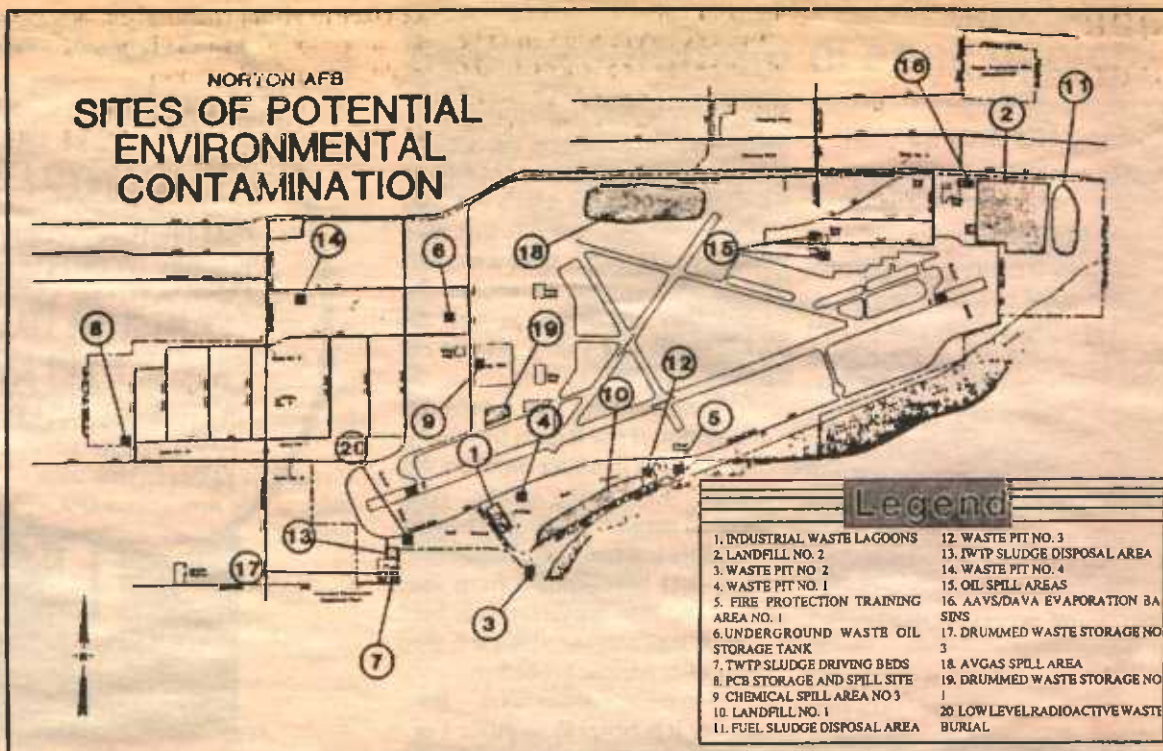 NORTON AFB
SITES OF POTENTIAL
ENVIRONMENTAL
CONTAMINATION
16
11
2
14
6
18
15
8
19
12
9
10
4
5
1
20
13
17
3
7
Legend
1. INDUSTRIAL WASTE LAGOONS
2. LANDFILL NO. 2
3. WASTE PIT NO 2
4. WASTE PIT NO. 1
5. FIRE PROTECTION TRAINING
AREA NO. 1
6. UNDERGROUND WASTE OIL
STORAGE TANK
7. TWTP SLUDGE DRIVING BEDS
8. PCB STORAGE AND SPILL SITE
9 CHEMICAL SPILL AREA NO 3
10. LANDFILL NO. 1
11. FUEL SLUDGE DISPOSAL AREA
12. WASTE PIT NO. 3
13. IWTP SLUDGE DISPOSAL AREA
14. WASTE PIT NO. 4
15. OIL SPILL AREAS
16. AAVS/DAVA EVAPORATION BA
SINS
17. DRUMMED WASTE STORAGE NO
3
18. AVGAS SPILL AREA
19. DRUMMED WASTE STORAGE NO
1
20 LOW LEVEL RADIOACTIVE WASTE
BURIAL